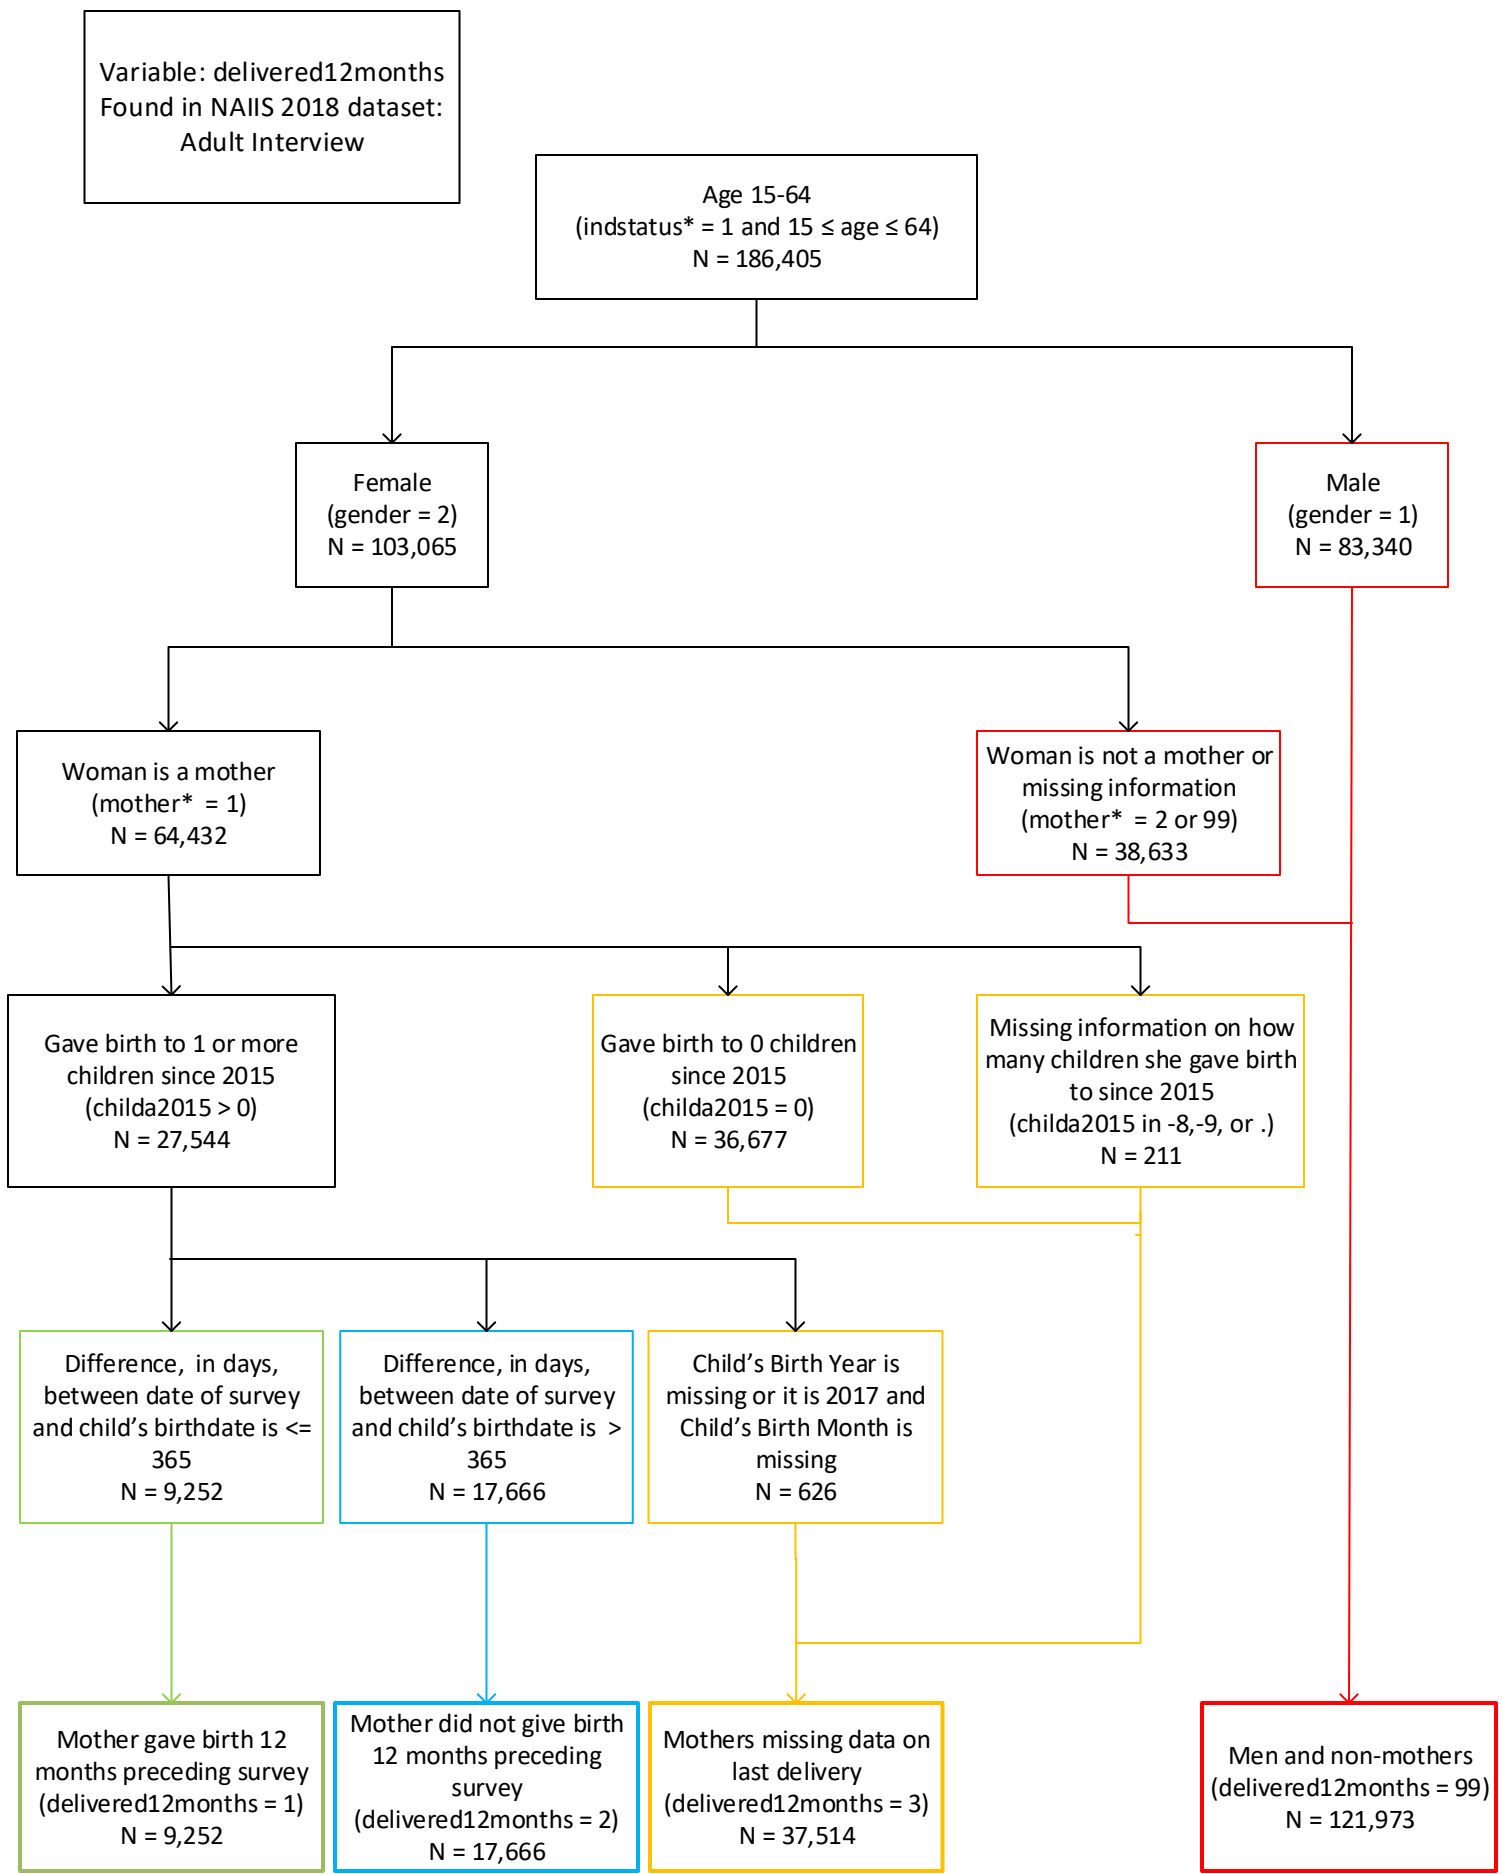 Variable: delivered12months
Found in NAIIS 2018 dataset:
Adult Interview
Age 15-64
(indstatus* = 1 and 15 ≤ age ≤ 64)
N = 186,405
Female
(gender = 2)
N = 103,065
Male
(gender = 1)
N = 83,340
Woman is a mother
(mother*  = 1)
N = 64,432
Woman is not a mother or
missing information
(mother*  = 2 or 99)
N = 38,633
Gave birth to 1 or more
children since 2015
(childa2015 > 0)
N = 27,544
Gave birth to 0 children
since 2015
(childa2015 = 0)
N = 36,677
Missing information on how
many children she gave birth
to since 2015
(childa2015 in -8,-9, or .)
N = 211
Difference,  in days,
between date of survey
and child’s birthdate is <=
365
N = 9,252
Difference, in days,
between date of survey
and child’s birthdate is  >
365
N = 17,666
Child’s Birth Year is
missing or it is 2017 and
Child’s Birth Month is
missing
N = 626
Mother gave birth 12
months preceding survey
(delivered12months = 1)
N = 9,252
Mother did not give birth
12 months preceding
survey
(delivered12months = 2)
N = 17,666
Mothers missing data on
last delivery
(delivered12months = 3)
N = 37,514
Men and non-mothers
(delivered12months = 99)
N = 121,973